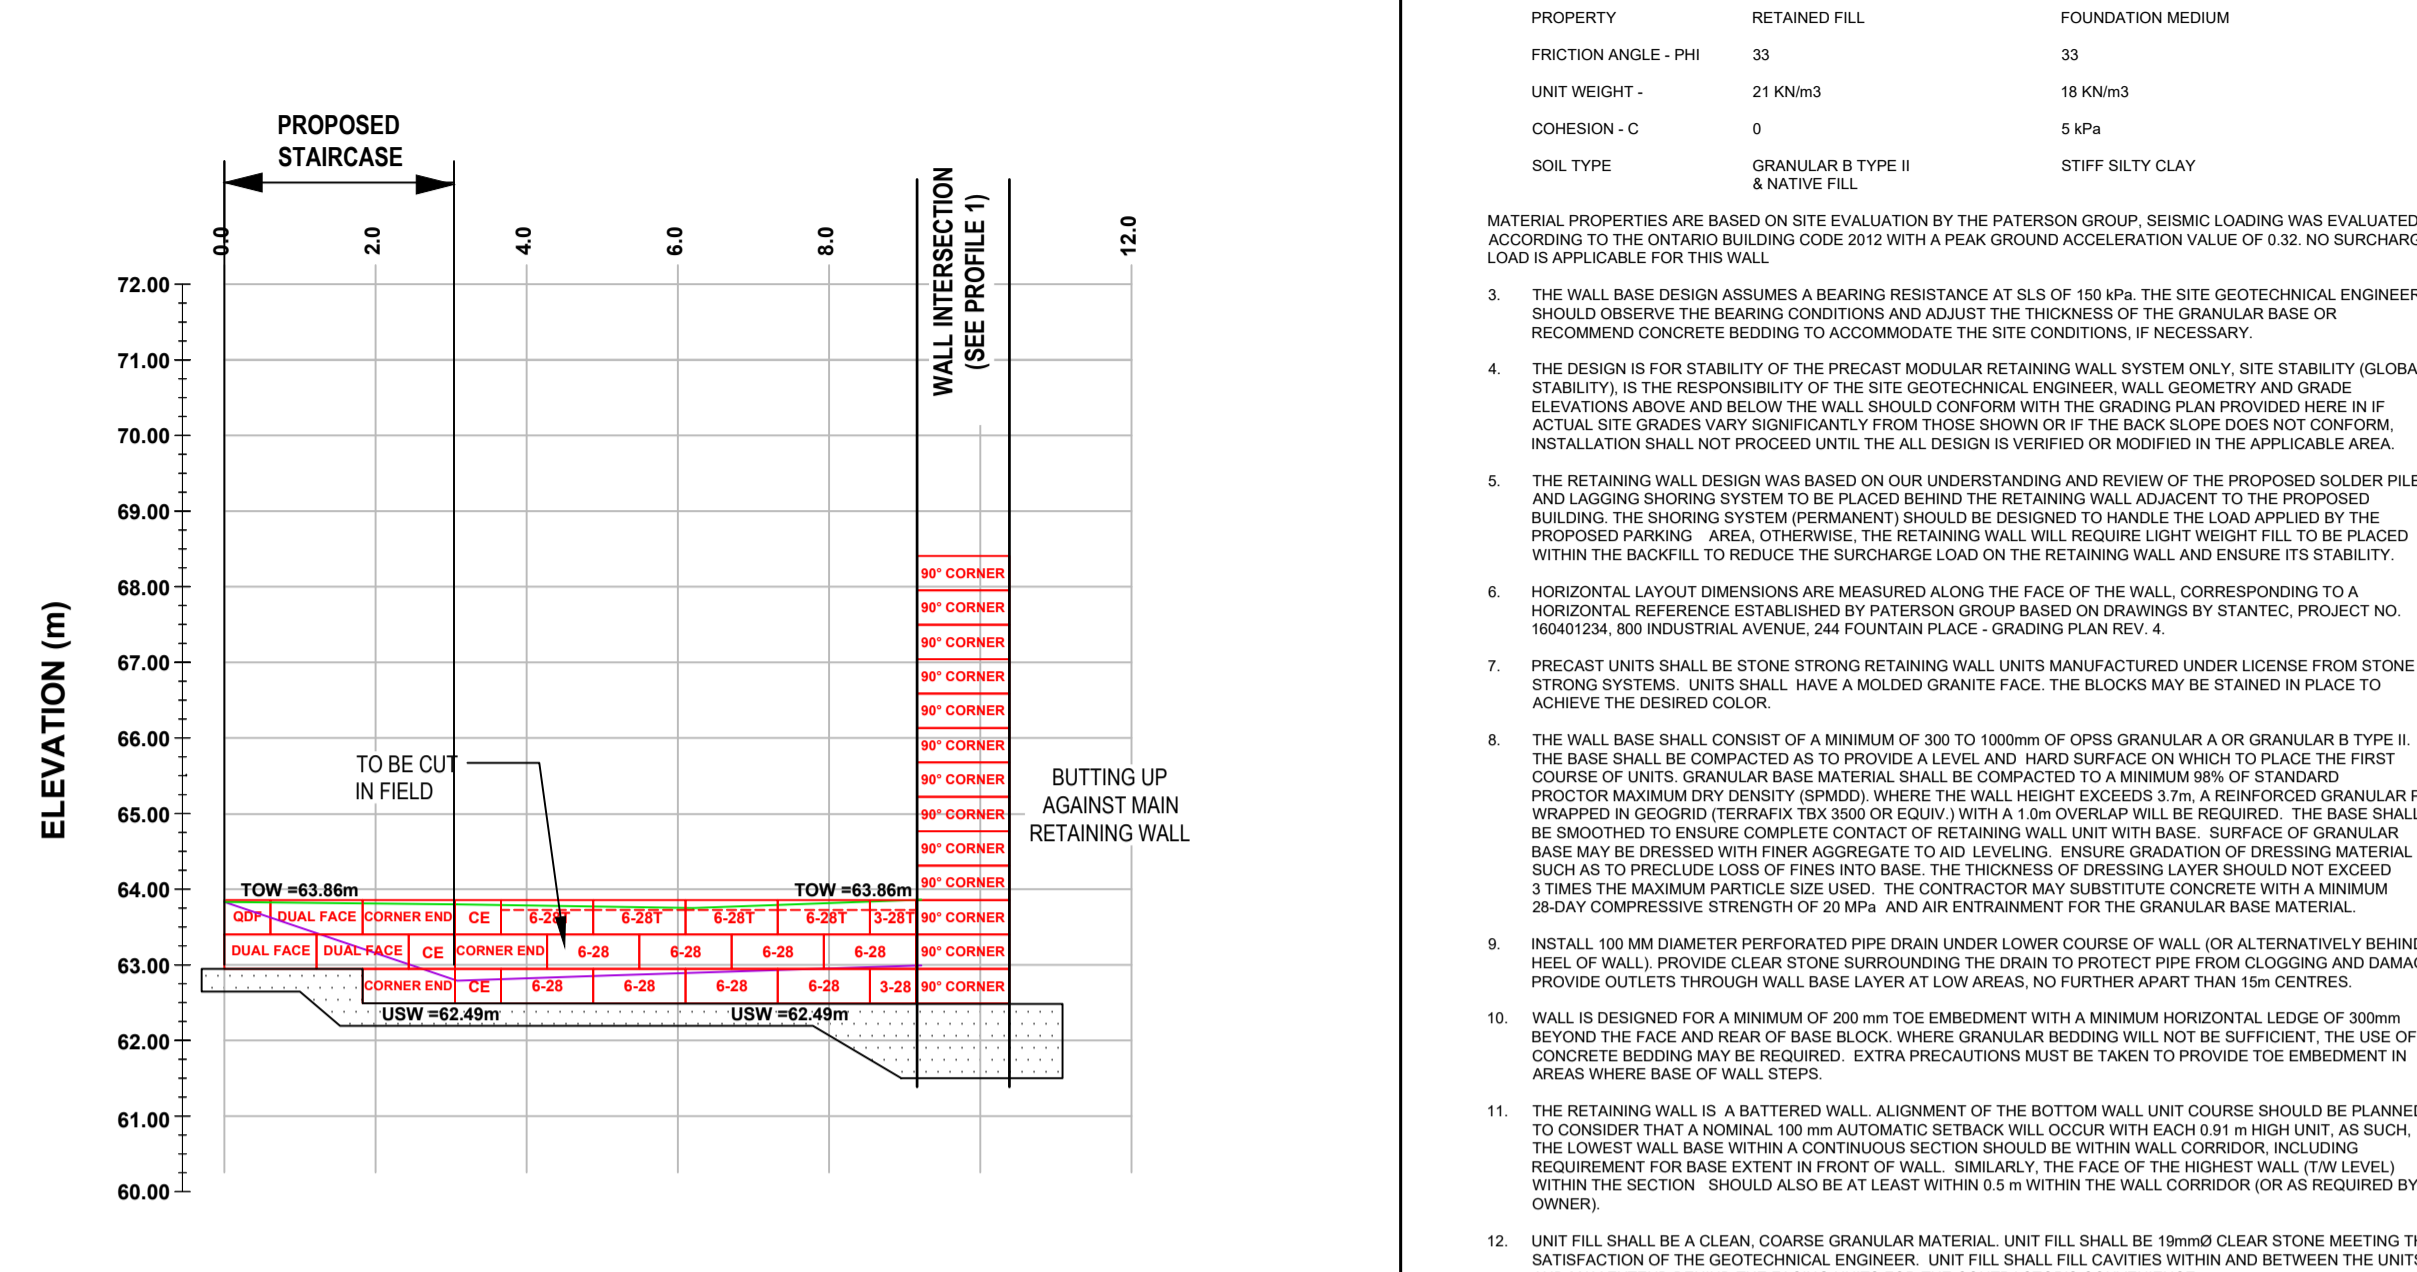 PROPOSED
STAIRCASE
0.0
2.0
4.0
6.0
8.0
12.0
WALL INTERSECTION
(SEE PROFILE 1)
ELEVATION (m)
72.00
71.00
70.00
69.00
68.00
67.00
66.00
65.00
64.00
63.00
62.00
61.00
60.00
90° CORNER
90° CORNER
90° CORNER
90° CORNER
90° CORNER
90° CORNER
90° CORNER
90° CORNER
90° CORNER
90° CORNER
TO BE CUT
IN FIELD
BUTTING UP
AGAINST MAIN
RETAINING WALL
TOW =63.86m TOW =63.86m
QDF DUAL FACE CORNER END CE 6-28T 6-28T 6-28T 6-28T 3-28T 90° CORNER
DUAL FACE DUAL FACE CE CORNER END 6-28 6-28 6-28 6-28 90° CORNER
CORNER END CE 6-28 6-28 6-28 6-28 3-28 90° CORNER
USW =62.49m USW =62.49m
PROPERTY RETAINED FILL FOUNDATION MEDIUM
FRICTION ANGLE - PHI 33 33
UNIT WEIGHT - 21 KN/m3 18 KN/m3
COHESION - C 0 5 kPa
SOIL TYPE GRANULAR B TYPE II STIFF SILTY CLAY
& NATIVE FILL
MATERIAL PROPERTIES ARE BASED ON SITE EVALUATION BY THE PATERSON GROUP, SEISMIC LOADING WAS EVALUATED
ACCORDING TO THE ONTARIO BUILDING CODE 2012 WITH A PEAK GROUND ACCELERATION VALUE OF 0.32. NO SURCHARG
LOAD IS APPLICABLE FOR THIS WALL
3. THE WALL BASE DESIGN ASSUMES A BEARING RESISTANCE AT SLS OF 150 kPa. THE SITE GEOTECHNICAL ENGINEER
SHOULD OBSERVE THE BEARING CONDITIONS AND ADJUST THE THICKNESS OF THE GRANULAR BASE OR
RECOMMEND CONCRETE BEDDING TO ACCOMMODATE THE SITE CONDITIONS, IF NECESSARY.
4. THE DESIGN IS FOR STABILITY OF THE PRECAST MODULAR RETAINING WALL SYSTEM ONLY, SITE STABILITY (GLOBA
STABILITY), IS THE RESPONSIBILITY OF THE SITE GEOTECHNICAL ENGINEER, WALL GEOMETRY AND GRADE
ELEVATIONS ABOVE AND BELOW THE WALL SHOULD CONFORM WITH THE GRADING PLAN PROVIDED HERE IN IF
ACTUAL SITE GRADES VARY SIGNIFICANTLY FROM THOSE SHOWN OR IF THE BACK SLOPE DOES NOT CONFORM,
INSTALLATION SHALL NOT PROCEED UNTIL THE ALL DESIGN IS VERIFIED OR MODIFIED IN THE APPLICABLE AREA.
5. THE RETAINING WALL DESIGN WAS BASED ON OUR UNDERSTANDING AND REVIEW OF THE PROPOSED SOLDER PILE
AND LAGGING SHORING SYSTEM TO BE PLACED BEHIND THE RETAINING WALL ADJACENT TO THE PROPOSED
BUILDING. THE SHORING SYSTEM (PERMANENT) SHOULD BE DESIGNED TO HANDLE THE LOAD APPLIED BY THE
PROPOSED PARKING AREA, OTHERWISE, THE RETAINING WALL WILL REQUIRE LIGHT WEIGHT FILL TO BE PLACED
WITHIN THE BACKFILL TO REDUCE THE SURCHARGE LOAD ON THE RETAINING WALL AND ENSURE ITS STABILITY.
6. HORIZONTAL LAYOUT DIMENSIONS ARE MEASURED ALONG THE FACE OF THE WALL, CORRESPONDING TO A
HORIZONTAL REFERENCE ESTABLISHED BY PATERSON GROUP BASED ON DRAWINGS BY STANTEC, PROJECT NO.
160401234, 800 INDUSTRIAL AVENUE, 244 FOUNTAIN PLACE - GRADING PLAN REV. 4.
7. PRECAST UNITS SHALL BE STONE STRONG RETAINING WALL UNITS MANUFACTURED UNDER LICENSE FROM STONE
STRONG SYSTEMS. UNITS SHALL HAVE A MOLDED GRANITE FACE. THE BLOCKS MAY BE STAINED IN PLACE TO
ACHIEVE THE DESIRED COLOR.
8. THE WALL BASE SHALL CONSIST OF A MINIMUM OF 300 TO 1000mm OF OPSS GRANULAR A OR GRANULAR B TYPE II.
THE BASE SHALL BE COMPACTED AS TO PROVIDE A LEVEL AND HARD SURFACE ON WHICH TO PLACE THE FIRST
COURSE OF UNITS. GRANULAR BASE MATERIAL SHALL BE COMPACTED TO A MINIMUM 98% OF STANDARD
PROCTOR MAXIMUM DRY DENSITY (SPMDD). WHERE THE WALL HEIGHT EXCEEDS 3.7m, A REINFORCED GRANULAR P
WRAPPED IN GEOGRID (TERRAFIX TBX 3500 OR EQUIV.) WITH A 1.0m OVERLAP WILL BE REQUIRED. THE BASE SHALL
BE SMOOTHED TO ENSURE COMPLETE CONTACT OF RETAINING WALL UNIT WITH BASE. SURFACE OF GRANULAR
BASE MAY BE DRESSED WITH FINER AGGREGATE TO AID LEVELING. ENSURE GRADATION OF DRESSING MATERIAL
SUCH AS TO PRECLUDE LOSS OF FINES INTO BASE. THE THICKNESS OF DRESSING LAYER SHOULD NOT EXCEED
3 TIMES THE MAXIMUM PARTICLE SIZE USED. THE CONTRACTOR MAY SUBSTITUTE CONCRETE WITH A MINIMUM
28-DAY COMPRESSIVE STRENGTH OF 20 MPa AND AIR ENTRAINMENT FOR THE GRANULAR BASE MATERIAL.
9. INSTALL 100 MM DIAMETER PERFORATED PIPE DRAIN UNDER LOWER COURSE OF WALL (OR ALTERNATIVELY BEHIND
HEEL OF WALL). PROVIDE CLEAR STONE SURROUNDING THE DRAIN TO PROTECT PIPE FROM CLOGGING AND DAMAG
PROVIDE OUTLETS THROUGH WALL BASE LAYER AT LOW AREAS, NO FURTHER APART THAN 15m CENTRES.
10. WALL IS DESIGNED FOR A MINIMUM OF 200 mm TOE EMBEDMENT WITH A MINIMUM HORIZONTAL LEDGE OF 300mm
BEYOND THE FACE AND REAR OF BASE BLOCK. WHERE GRANULAR BEDDING WILL NOT BE SUFFICIENT, THE USE OF
CONCRETE BEDDING MAY BE REQUIRED. EXTRA PRECAUTIONS MUST BE TAKEN TO PROVIDE TOE EMBEDMENT IN
AREAS WHERE BASE OF WALL STEPS.
11. THE RETAINING WALL IS A BATTERED WALL. ALIGNMENT OF THE BOTTOM WALL UNIT COURSE SHOULD BE PLANNED
TO CONSIDER THAT A NOMINAL 100 mm AUTOMATIC SETBACK WILL OCCUR WITH EACH 0.91 m HIGH UNIT, AS SUCH,
THE LOWEST WALL BASE WITHIN A CONTINUOUS SECTION SHOULD BE WITHIN WALL CORRIDOR, INCLUDING
REQUIREMENT FOR BASE EXTENT IN FRONT OF WALL. SIMILARLY, THE FACE OF THE HIGHEST WALL (T/W LEVEL)
WITHIN THE SECTION SHOULD ALSO BE AT LEAST WITHIN 0.5 m WITHIN THE WALL CORRIDOR (OR AS REQUIRED BY
OWNER).
12. UNIT FILL SHALL BE A CLEAN, COARSE GRANULAR MATERIAL. UNIT FILL SHALL BE 19mmØ CLEAR STONE MEETING TH
SATISFACTION OF THE GEOTECHNICAL ENGINEER. UNIT FILL SHALL FILL CAVITIES WITHIN AND BETWEEN THE UNITS